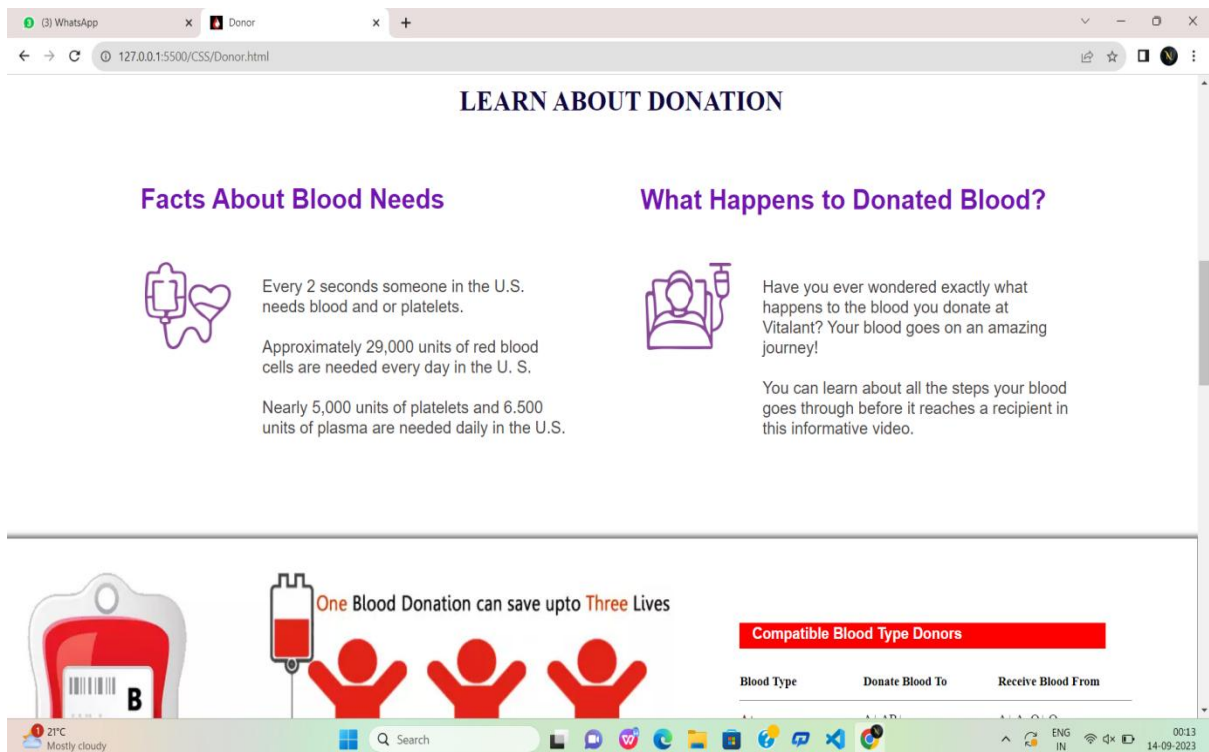 (3) WhatsApp
Donor
127.0.0.1:5500/CSS/Donor.html
LEARN ABOUT DONATION
Facts About Blood Needs
Every 2 seconds someone in the U.S.
needs blood and or platelets.
Approximately 29,000 units of red blood
cells are needed every day in the U. S.
Nearly 5,000 units of platelets and 6.500
units of plasma are needed daily in the U.S.
What Happens to Donated Blood?
Have you ever wondered exactly what
happens to the blood you donate at
Vitalant? Your blood goes on an amazing
journey!
You can learn about all the steps your blood
goes through before it reaches a recipient in
this informative video.
B
One Blood Donation can save upto Three Lives
Compatible Blood Type Donors
Blood Type Donate Blood To Receive Blood From
1
21°C
Mostly cloudy
Search
ENG
IN
00:13
14-09-2023